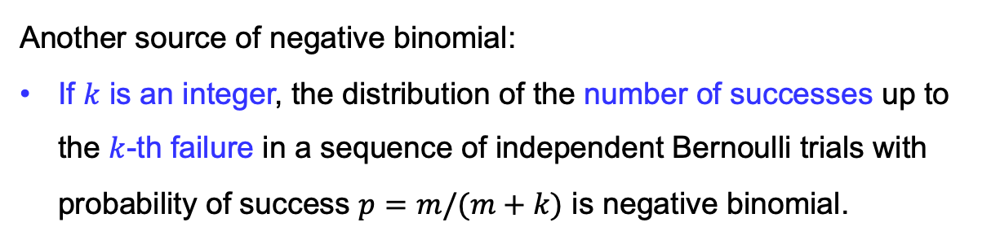 Another source of negative binomial:
• If k is an integer, the distribution of the number of successes up to
the k-th failure in a sequence of independent Bernoulli trials with
probability of success p = m/(m + k) is negative binomial.